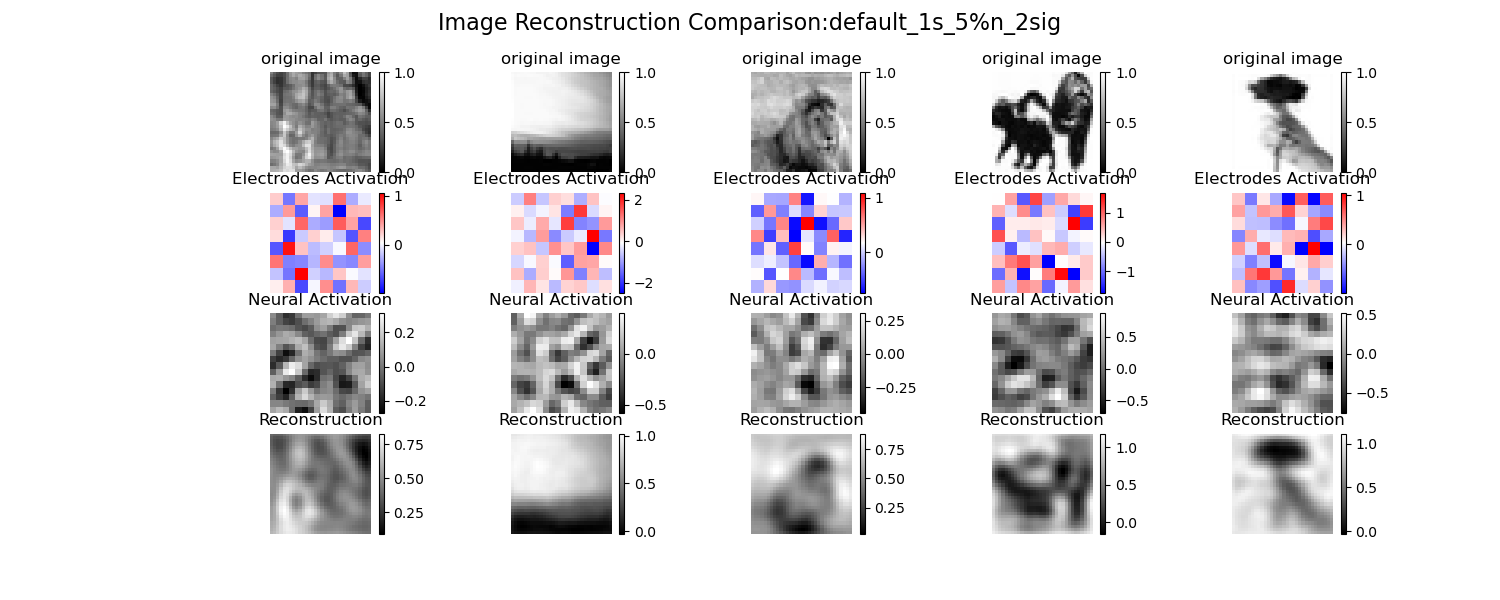 Image Reconstruction Comparison:default_1s_5%n_2sig
original image original image original image original image original image
1.0 1.0 1.0 1.0 1.0
0.5 0.5 0.5 0.5 0.5
0.0 0.0 0.0 0.0 0.0
Electrodes Activation Electrodes Activation Electrodes Activation Electrodes Activation Electrodes Activation
1 2 1 1 1
0 0 0 0 0
−2 −2 −1
Neural Activation Neural Activation Neural Activation Neural Activation Neural Activation
0.2 0.0 0.25 0.5 0.5
0.0 −0.5 0.00 0.0 0.0
−0.2 −0.25 −0.5 −0.5
Reconstruction Reconstruction Reconstruction Reconstruction Reconstruction
0.75 1.0 0.75 1.0 1.0
0.50 0.5 0.50 0.5 0.5
0.25 0.0 0.25 0.0 0.0